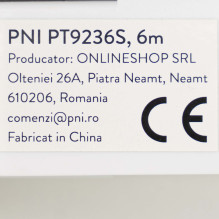 PNI PT9236S, 6m
Producator: ONLINESHOP SRL
Olteniei 26A, Piatra Neamt, Neamt
610206, Romania
comenzi@pni.ro
Fabricat in China
CE